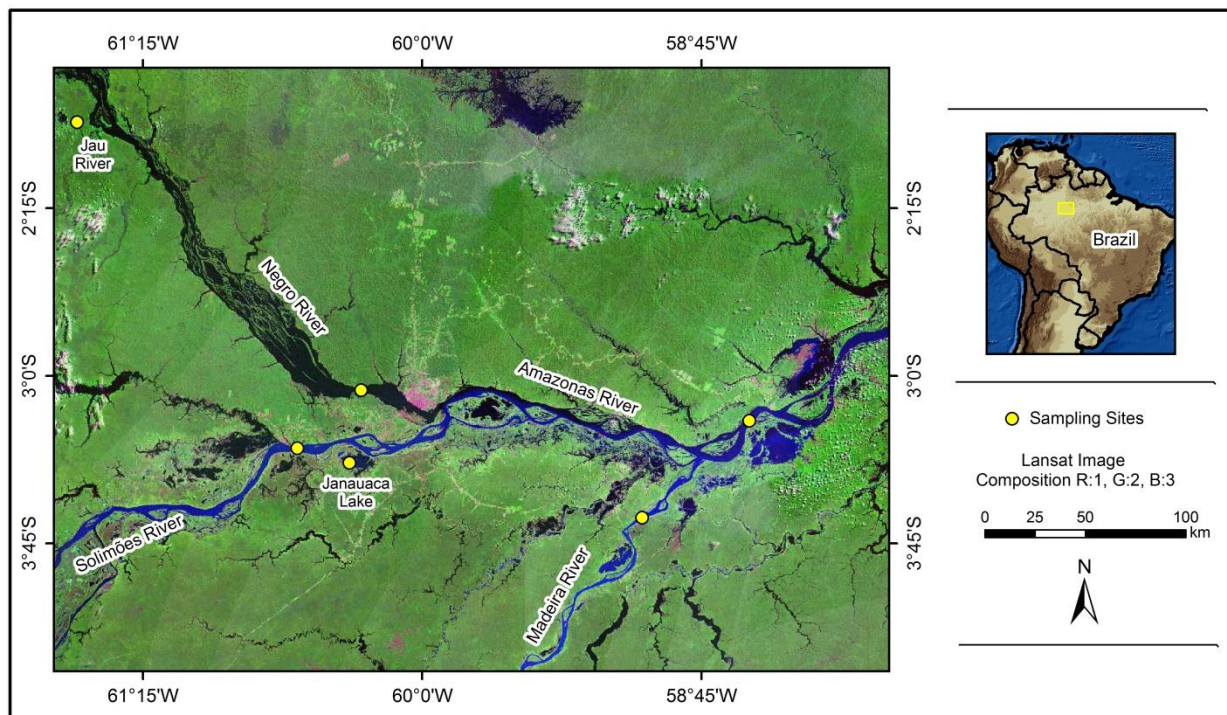 61°15'W
60°0'W
58°45'W
2°15'S
3°0'S
3°45'S
Jau
River
Negro River
Amazonas River
Janauaca
Lake
Solimões River
Madeira River
2°15'S
3°0'S
3°45'S
61°15'W
60°0'W
58°45'W
Brazil
Sampling Sites
Lansat Image
Composition R:1, G:2, B:3
0 25 50 100
km
N